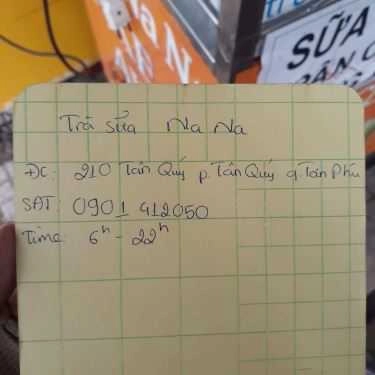 SỮA
Trà sữa Na Na
ĐC: 210 Tân Quý p. Tân Quý q. Tân Phú
SĐT: 0901 412050
Time: 6h - 22h